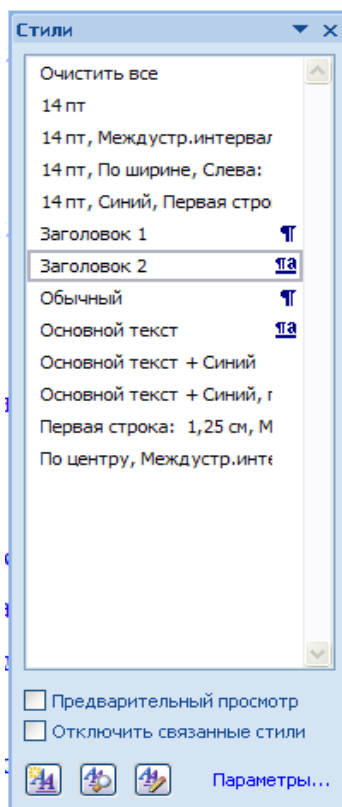 Стили
Очистить все
14 пт
14 пт, Междустр.интервал
14 пт, По ширине, Слева:
14 пт, Синий, Первая стро
Заголовок 1 ¶
Заголовок 2 ¶a
Обычный ¶
Основной текст ¶a
Основной текст + Синий
Основной текст + Синий, г
Первая строка: 1,25 см, М
По центру, Междустр.инте
Предварительный просмотр
Отключить связанные стили
Параметры...